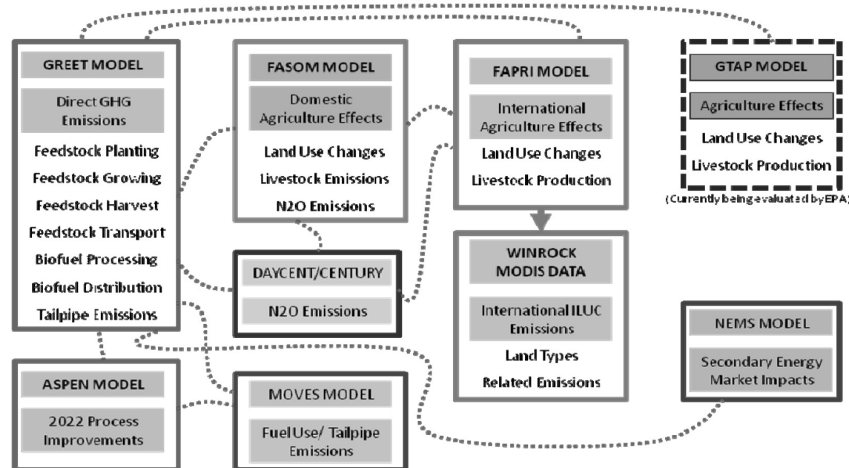 GREET MODEL
Direct GHG
Emissions
Feedstock Planting
Feedstock Growing
Feedstock Harvest
Feedstock Transport
Biofuel Processing
Biofuel Distribution
Tailpipe Emissions
FASOM MODEL
Domestic
Agriculture Effects
Land Use Changes
Livestock Emissions
N2O Emissions
FAPRI MODEL
International
Agriculture Effects
Land Use Changes
Livestock Production
GTAP MODEL
Agriculture Effects
Land Use Changes
Livestock Production
(Currently being evaluated by EPA)
DAYCENT/CENTURY
N2O Emissions
WINROCK
MODIS DATA
International ILUC
Emissions
Land Types
Related Emissions
NEMS MODEL
Secondary Energy
Market Impacts
ASPEN MODEL
2022 Process
Improvements
MOVES MODEL
Fuel Use/ Tailpipe
Emissions